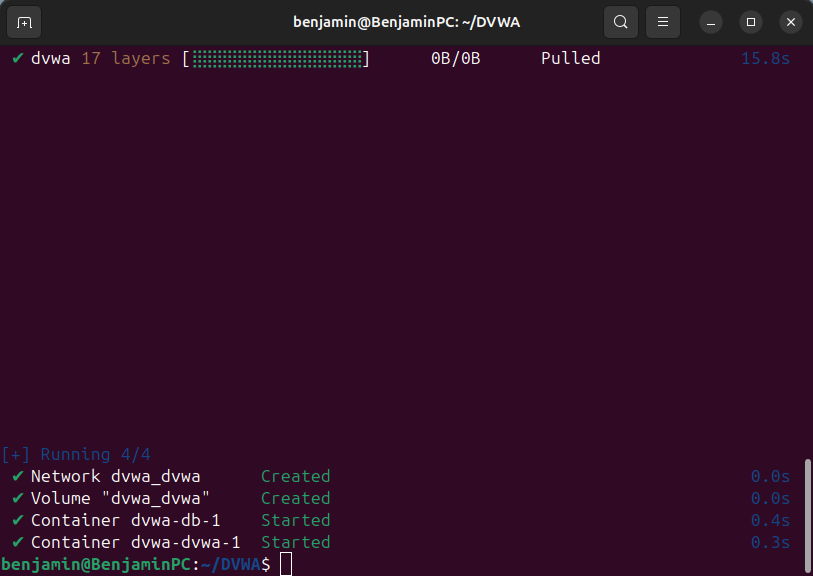 benjamin@BenjaminPC: ~/DVWA
✔ dvwa 17 layers [⣿⣿⣿⣿⣿⣿⣿⣿⣿⣿⣿⣿⣿⣿⣿⣿⣿] 0B/0B Pulled 15.8s
[+] Running 4/4
✔ Network dvwa_dvwa Created 0.0s
✔ Volume "dvwa_dvwa" Created 0.0s
✔ Container dvwa-db-1 Started 0.4s
✔ Container dvwa-dvwa-1 Started 0.3s
benjamin@BenjaminPC:~/DVWA$